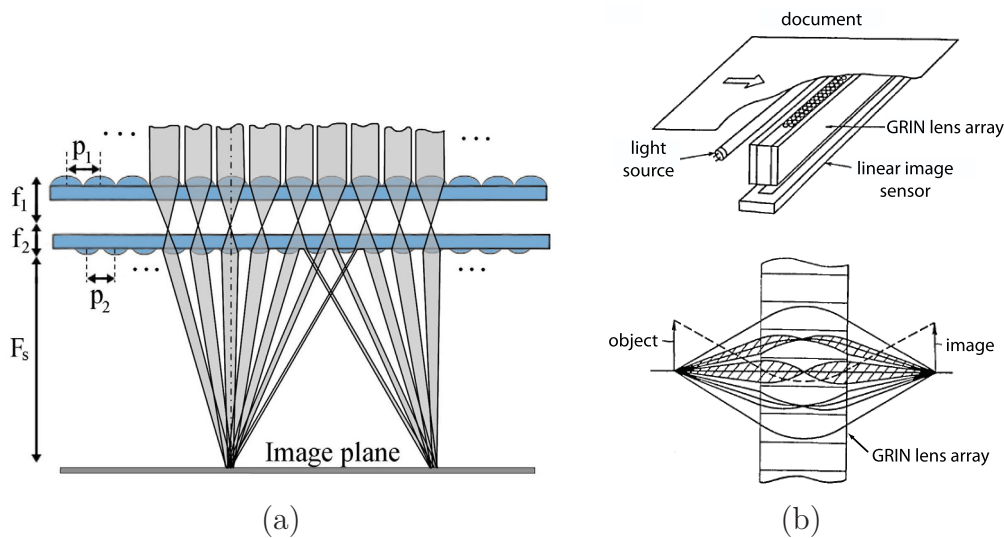 p1
f1
f2
p2
Fs
Image plane
(a)
document
GRIN lens array
light
source
linear image
sensor
object
image
GRIN lens array
(b)